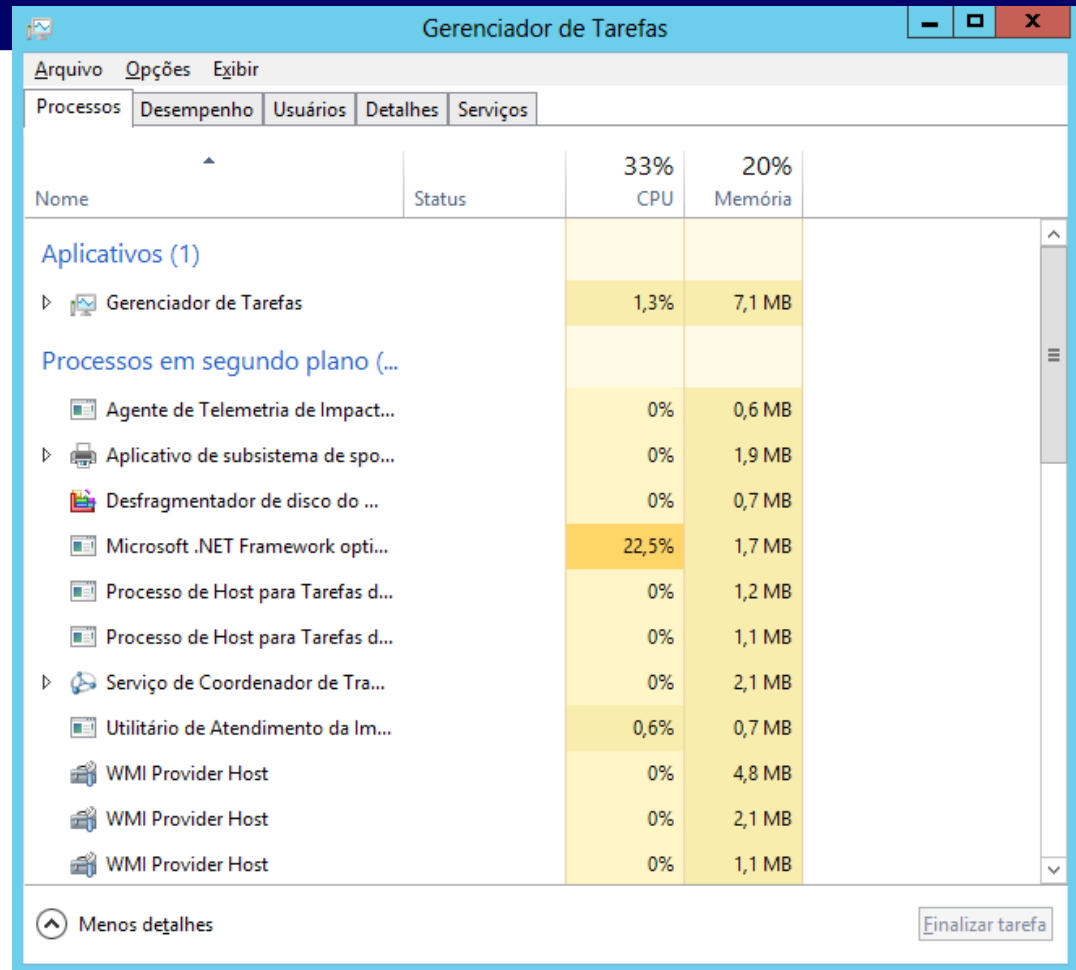 Gerenciador de Tarefas
Arquivo Opções Exibir
Processos Desempenho Usuários Detalhes Serviços
33% 20%
Nome Status CPU Memória
Aplicativos (1)
Gerenciador de Tarefas 1,3% 7,1 MB
Processos em segundo plano (...
Agente de Telemetria de Impact... 0% 0,6 MB
Aplicativo de subsistema de spo... 0% 1,9 MB
Desfragmentador de disco do ... 0% 0,7 MB
Microsoft .NET Framework opti... 22,5% 1,7 MB
Processo de Host para Tarefas d... 0% 1,2 MB
Processo de Host para Tarefas d... 0% 1,1 MB
Serviço de Coordenador de Tra... 0% 2,1 MB
Utilitário de Atendimento da Im... 0,6% 0,7 MB
WMI Provider Host 0% 4,8 MB
WMI Provider Host 0% 2,1 MB
WMI Provider Host 0% 1,1 MB
Menos detalhes Finalizar tarefa